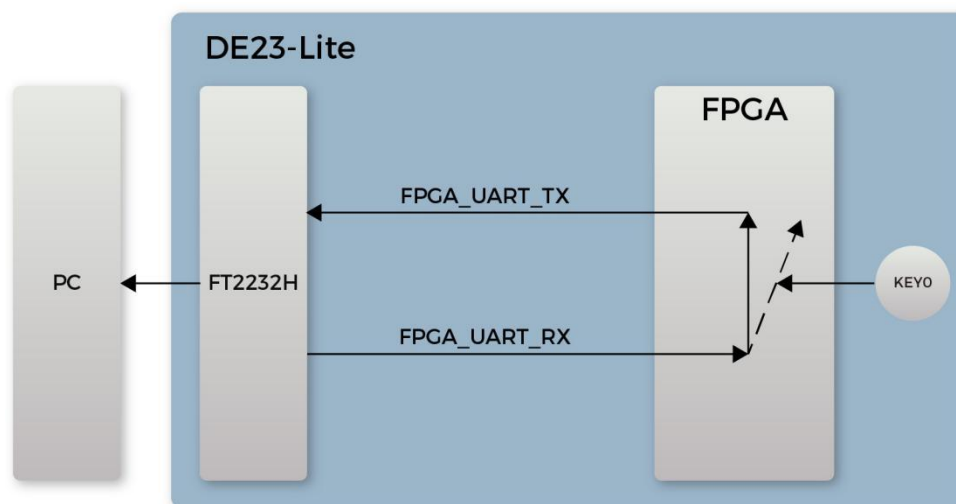 DE23-Lite
FPGA
FPGA_UART_TX
PC
FT2232H
KEY0
FPGA_UART_RX